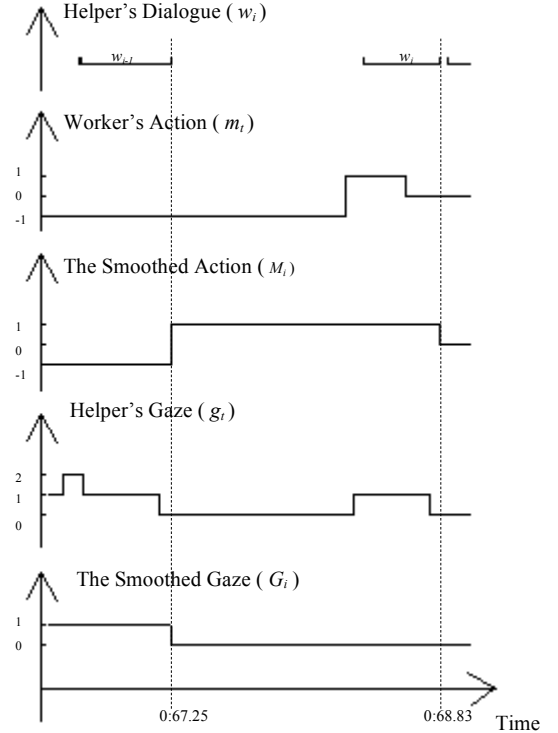 Helper's Dialogue ( wᵢ )
wᵢ₋₁ wᵢ
Worker's Action ( mₜ )
1
0
-1
The Smoothed Action ( Mᵢ )
1
0
-1
Helper's Gaze ( gₜ )
2
1
0
The Smoothed Gaze ( Gᵢ )
1
0
0:67.25 0:68.83 Time